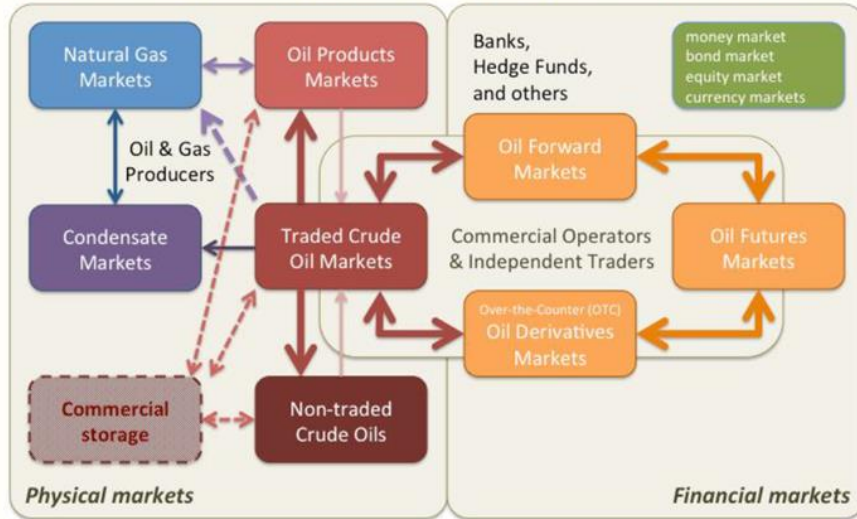 Natural Gas
Markets
Oil Products
Markets
Banks,
Hedge Funds,
and others
money market
bond market
equity market
currency markets
Oil & Gas
Producers
Oil Forward
Markets
Condensate
Markets
Traded Crude
Oil Markets
Commercial Operators
& Independent Traders
Oil Futures
Markets
Over-the-Counter (OTC)
Oil Derivatives
Markets
Commercial
storage
Non-traded
Crude Oils
Physical markets
Financial markets